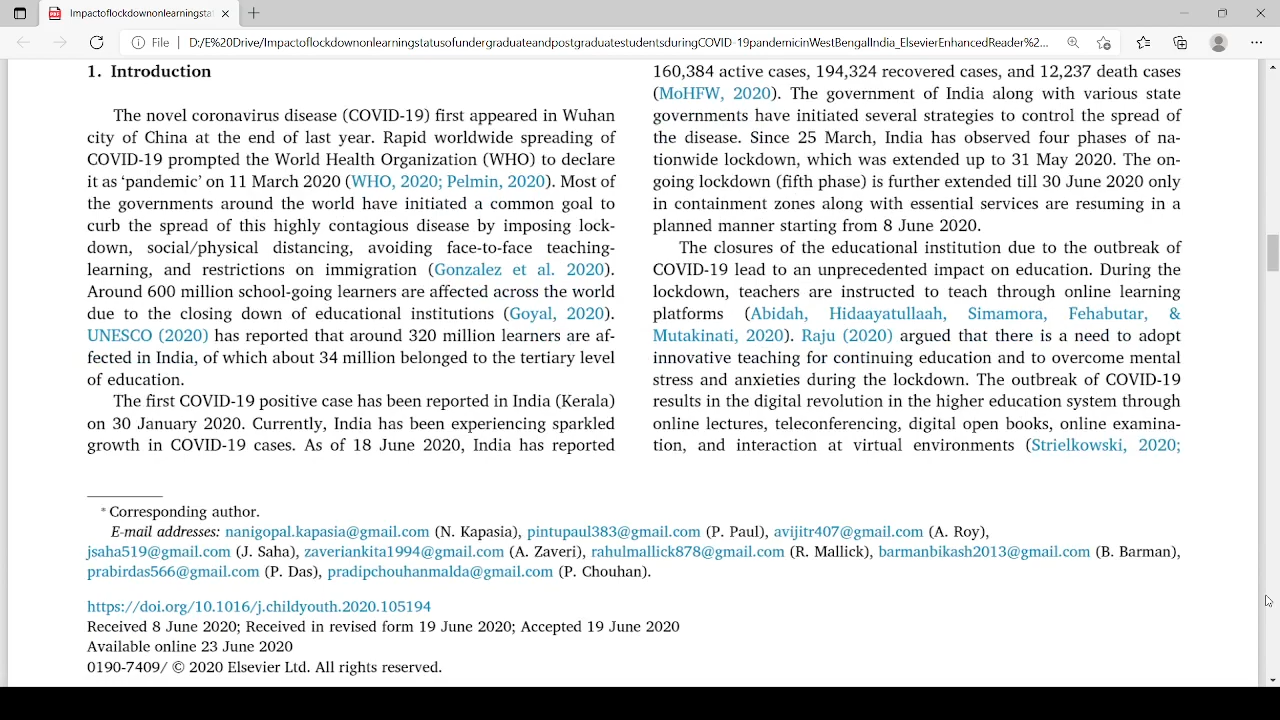 Impactoflockdownonlearningsta
File
D:/E%20Drive/ImpactoflockdownonlearningstatusofundergraduateandpostgraduatestudentsduringCOVID-19pandemicinWestBengalIndia_ElsevierEnhancedReader%2...
1. Introduction
The novel coronavirus disease (COVID-19) first appeared in Wuhan
city of China at the end of last year. Rapid worldwide spreading of
COVID-19 prompted the World Health Organization (WHO) to declare
it as ‘pandemic’ on 11 March 2020 (WHO, 2020; Pelmin, 2020). Most of
the governments around the world have initiated a common goal to
curb the spread of this highly contagious disease by imposing lock-
down, social/physical distancing, avoiding face-to-face teaching-
learning, and restrictions on immigration (Gonzalez et al. 2020).
Around 600 million school-going learners are affected across the world
due to the closing down of educational institutions (Goyal, 2020).
UNESCO (2020) has reported that around 320 million learners are af-
fected in India, of which about 34 million belonged to the tertiary level
of education.
The first COVID-19 positive case has been reported in India (Kerala)
on 30 January 2020. Currently, India has been experiencing sparkled
growth in COVID-19 cases. As of 18 June 2020, India has reported
160,384 active cases, 194,324 recovered cases, and 12,237 death cases
(MoHFW, 2020). The government of India along with various state
governments have initiated several strategies to control the spread of
the disease. Since 25 March, India has observed four phases of na-
tionwide lockdown, which was extended up to 31 May 2020. The on-
going lockdown (fifth phase) is further extended till 30 June 2020 only
in containment zones along with essential services are resuming in a
planned manner starting from 8 June 2020.
The closures of the educational institution due to the outbreak of
COVID-19 lead to an unprecedented impact on education. During the
lockdown, teachers are instructed to teach through online learning
platforms (Abidah, Hidaayatullaah, Simamora, Fehabutar, &
Mutakinati, 2020). Raju (2020) argued that there is a need to adopt
innovative teaching for continuing education and to overcome mental
stress and anxieties during the lockdown. The outbreak of COVID-19
results in the digital revolution in the higher education system through
online lectures, teleconferencing, digital open books, online examina-
tion, and interaction at virtual environments (Strielkowski, 2020;
* Corresponding author.
E-mail addresses: nanigopal.kapasia@gmail.com (N. Kapasia), pintupaul383@gmail.com (P. Paul), avijitr407@gmail.com (A. Roy),
jsaha519@gmail.com (J. Saha), zaveriankita1994@gmail.com (A. Zaveri), rahulmallick878@gmail.com (R. Mallick), barmanbikash2013@gmail.com (B. Barman),
prabirdas566@gmail.com (P. Das), pradipchouhanmalda@gmail.com (P. Chouhan).
https://doi.org/10.1016/j.childyouth.2020.105194
Received 8 June 2020; Received in revised form 19 June 2020; Accepted 19 June 2020
Available online 23 June 2020
0190-7409/ © 2020 Elsevier Ltd. All rights reserved.